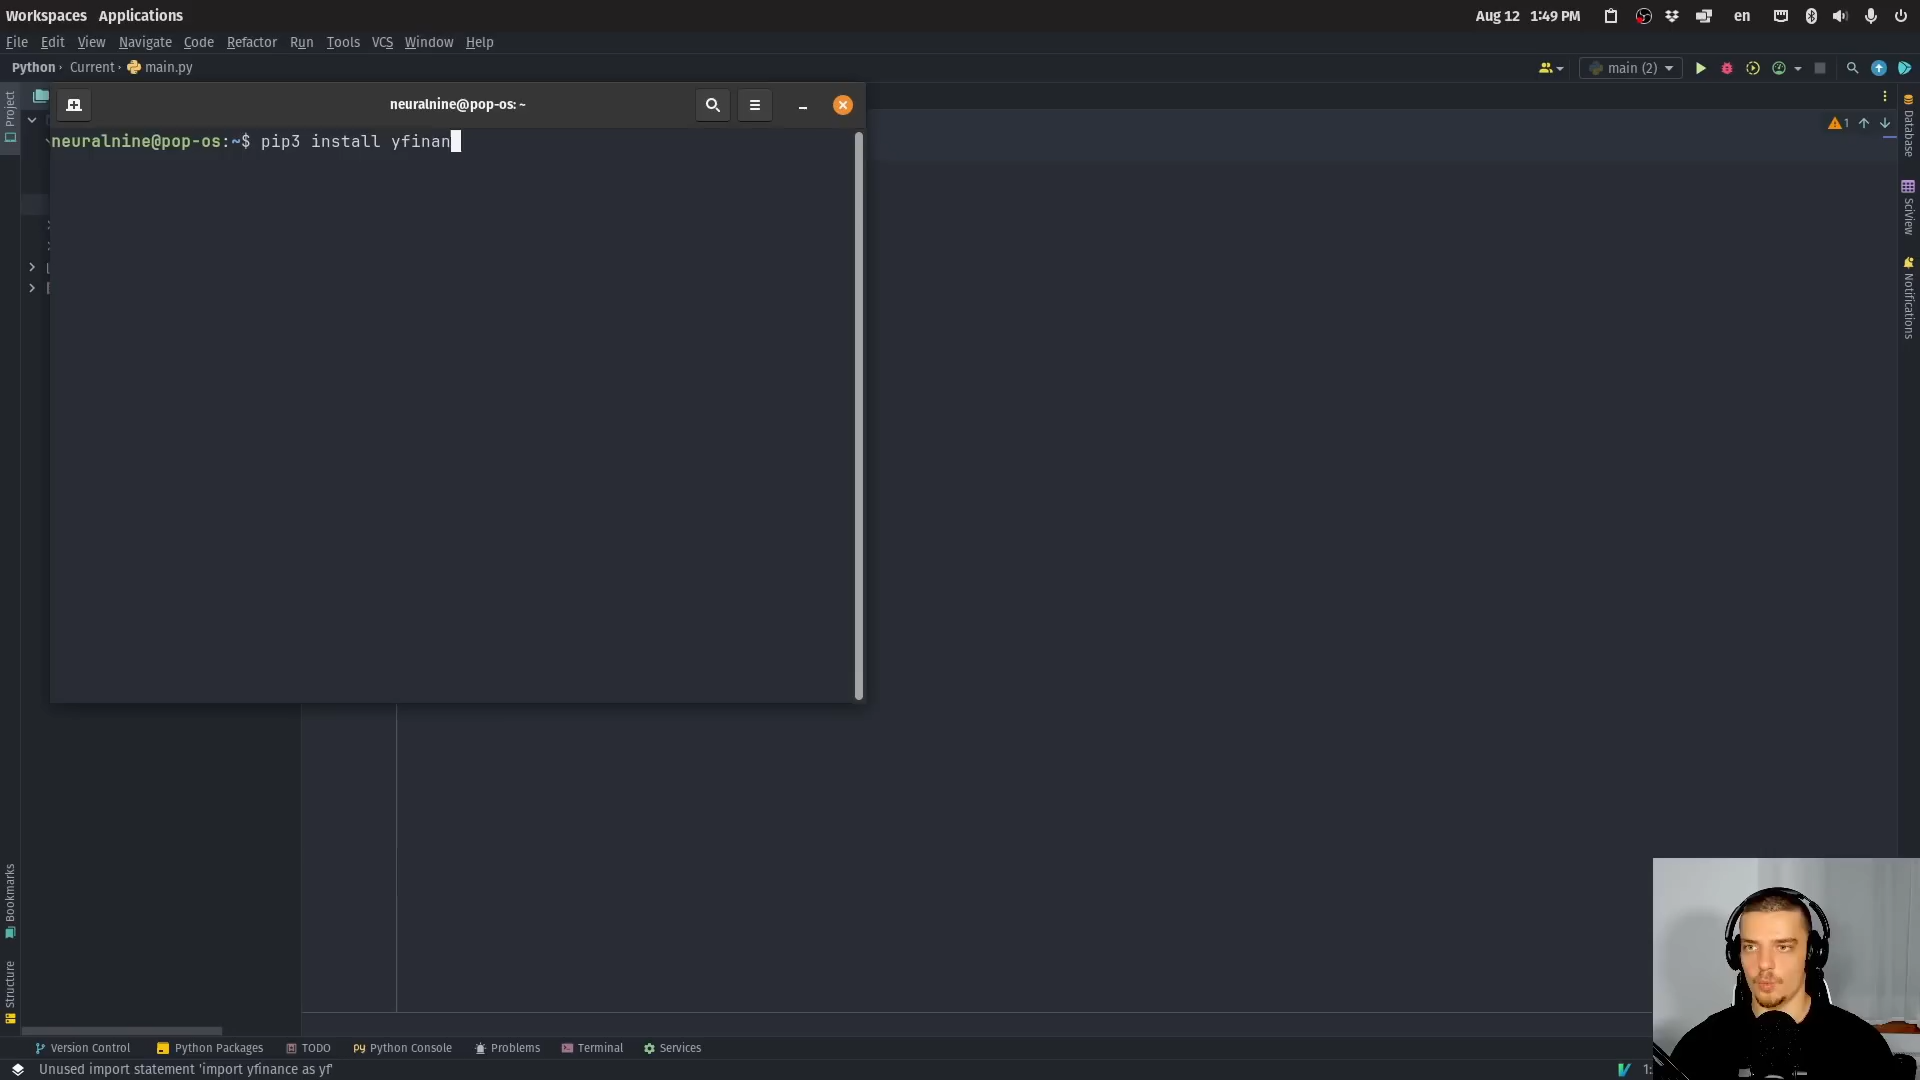 Workspaces Applications
Aug 12 1:49 PM en
File Edit View Navigate Code Refactor Run Tools VCS Window Help
Python › Current › main.py
main (2)
Project
neuralnine@pop-os: ~
neuralnine@pop-os:~$ pip3 install yfinan
1
Database
SciView
Notifications
Bookmarks
Structure
Version Control Python Packages TODO Python Console Problems Terminal Services
Unused import statement 'import yfinance as yf'
1: